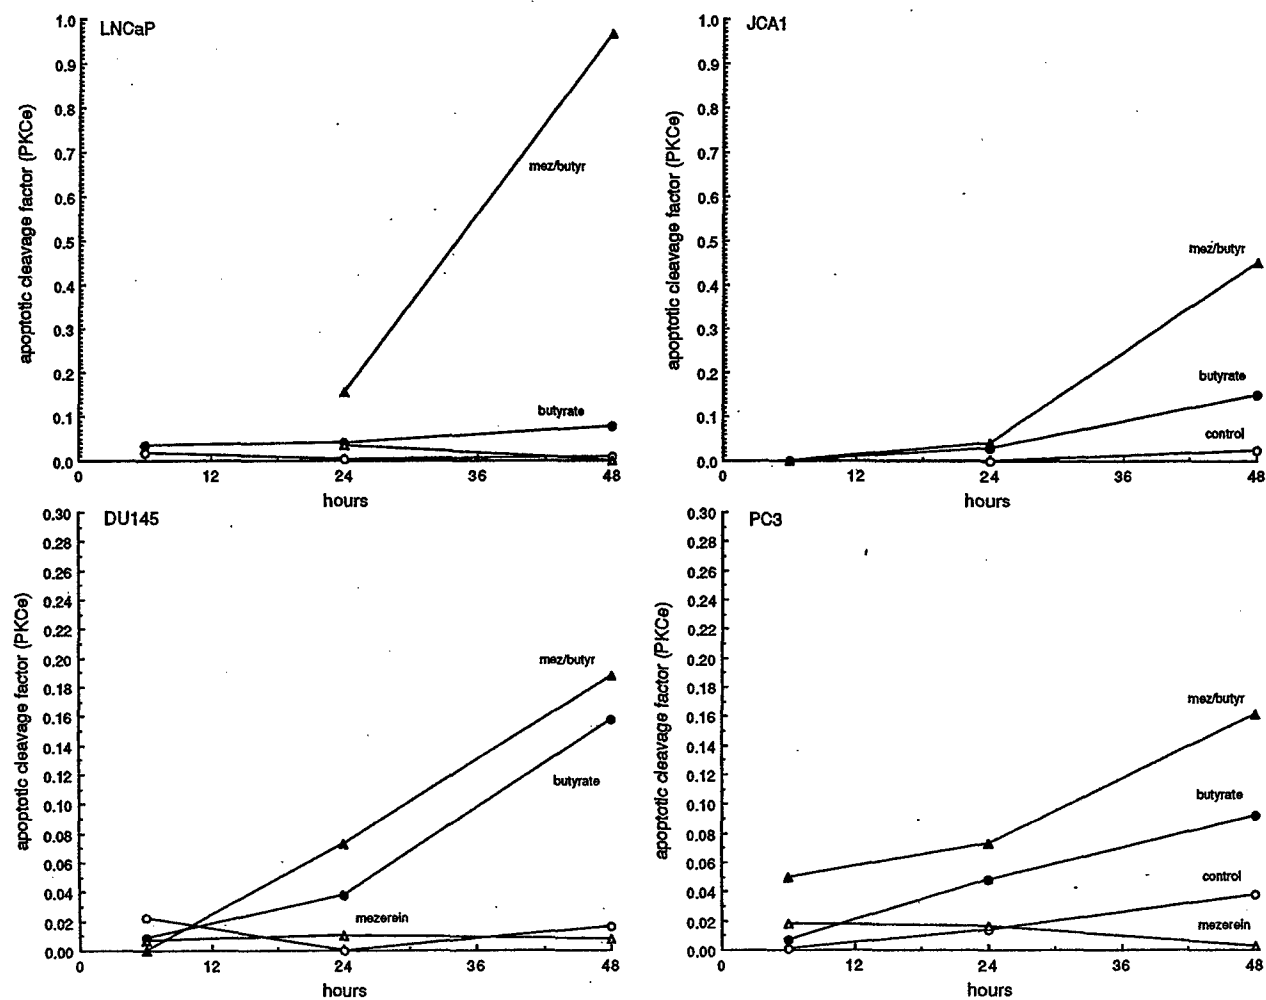 LNCaP
apoptotic cleavage factor (PKCe)
1.0
0.9
0.8
0.7
0.6
0.5
0.4
0.3
0.2
0.1
0.0
mez/butyr
butyrate
0 12 24 36 48
hours
JCA1
apoptotic cleavage factor (PKCe)
1.0
0.9
0.8
0.7
0.6
0.5
0.4
0.3
0.2
0.1
0.0
mez/butyr
butyrate
control
0 12 24 36 48
hours
DU145
apoptotic cleavage factor (PKCe)
0.30
0.28
0.26
0.24
0.22
0.20
0.18
0.16
0.14
0.12
0.10
0.08
0.06
0.04
0.02
0.00
mez/butyr
butyrate
mezerein
0 12 24 36 48
hours
PC3
apoptotic cleavage factor (PKCe)
0.30
0.28
0.26
0.24
0.22
0.20
0.18
0.16
0.14
0.12
0.10
0.08
0.06
0.04
0.02
0.00
mez/butyr
butyrate
control
mezerein
0 12 24 36 48
hours